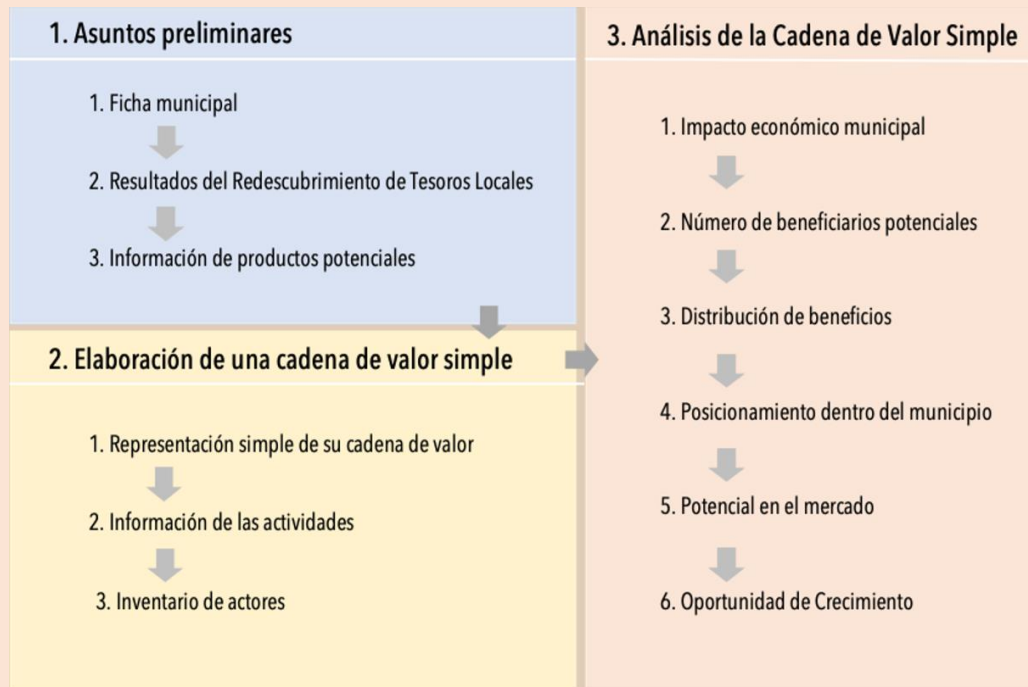 1. Asuntos preliminares
1. Ficha municipal
2. Resultados del Redescubrimiento de Tesoros Locales
3. Información de productos potenciales
2. Elaboración de una cadena de valor simple
1. Representación simple de su cadena de valor
2. Información de las actividades
3. Inventario de actores
3. Análisis de la Cadena de Valor Simple
1. Impacto económico municipal
2. Número de beneficiarios potenciales
3. Distribución de beneficios
4. Posicionamiento dentro del municipio
5. Potencial en el mercado
6. Oportunidad de Crecimiento